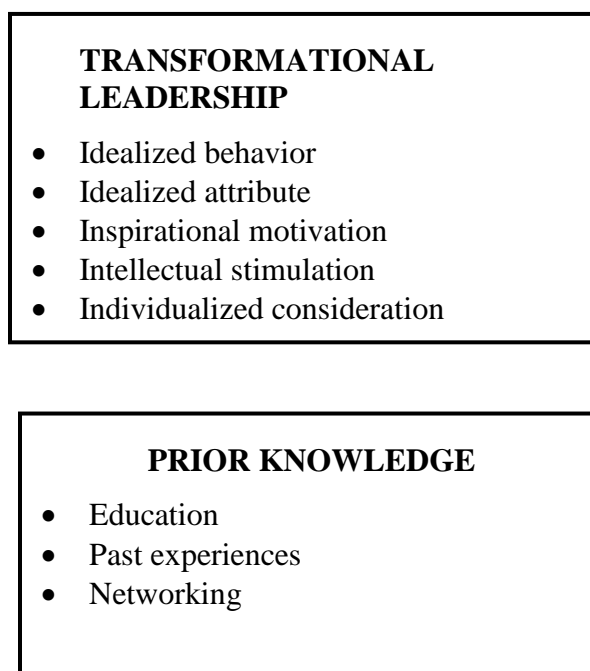 TRANSFORMATIONAL
LEADERSHIP
• Idealized behavior
• Idealized attribute
• Inspirational motivation
• Intellectual stimulation
• Individualized consideration
PRIOR KNOWLEDGE
• Education
• Past experiences
• Networking